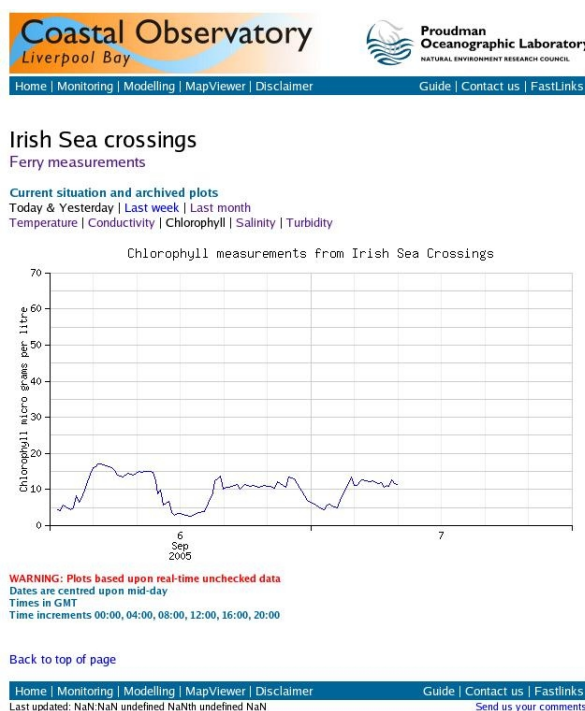 Coastal Observatory
Liverpool Bay
Proudman
Oceanographic Laboratory
NATURAL ENVIRONMENT RESEARCH COUNCIL
Home | Monitoring | Modelling | MapViewer | Disclaimer
Guide | Contact us | FastLinks
Irish Sea crossings
Ferry measurements
Current situation and archived plots
Today & Yesterday | Last week | Last month
Temperature | Conductivity | Chlorophyll | Salinity | Turbidity
Chlorophyll measurements from Irish Sea Crossings
Chlorophyll micro grams per litre
70
60
50
40
30
20
10
0
6
7
Sep
2005
WARNING: Plots based upon real-time unchecked data
Dates are centred upon mid-day
Times in GMT
Time increments 00:00, 04:00, 08:00, 12:00, 16:00, 20:00
Back to top of page
Home | Monitoring | Modelling | MapViewer | Disclaimer
Guide | Contact us | Fastlinks
Last updated: NaN:NaN undefined NaNth undefined NaN
Send us your comments